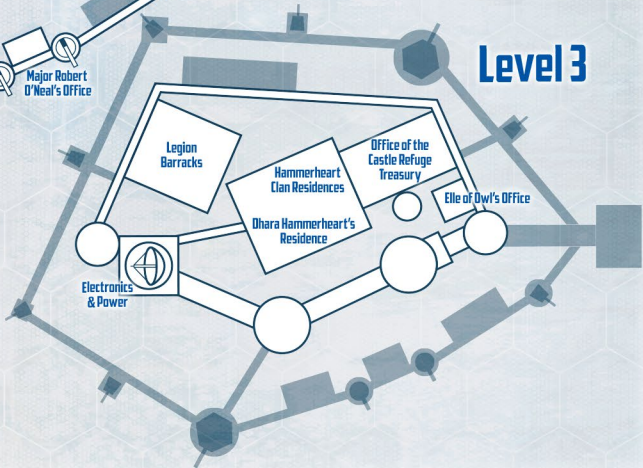 Level 3
Major Robert
O'Neal's Office
Legion
Barracks
Hammerheart
Clan Residences
Dhara Hammerheart's
Residence
Office of the
Castle Refuge
Treasury
Elle of Owl's Office
Electronics
& Power